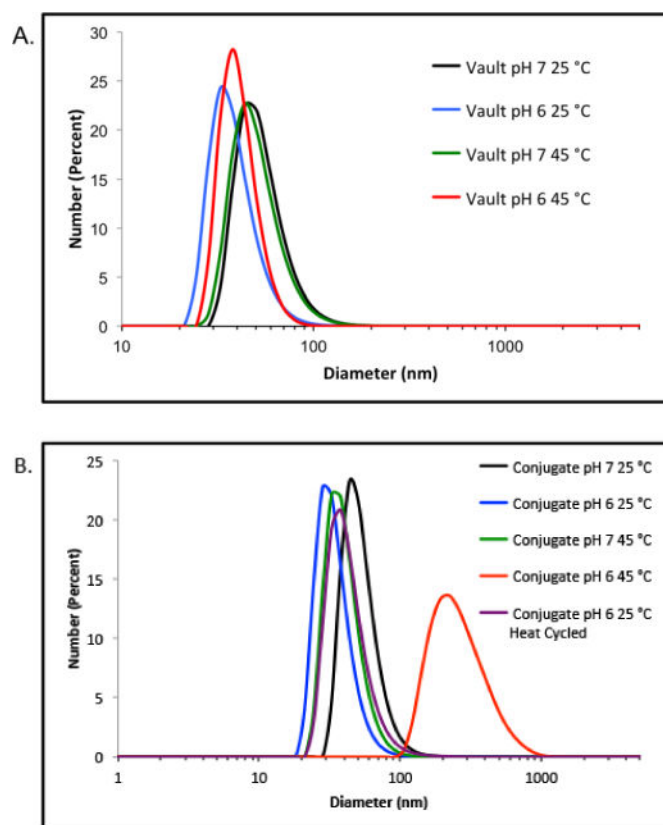 A.
30
25
20
15
10
5
0
Number (Percent)
10
100
1000
Diameter (nm)
Vault pH 7 25 °C
Vault pH 6 25 °C
Vault pH 7 45 °C
Vault pH 6 45 °C
B.
25
20
15
10
5
0
Number (Percent)
1
10
100
1000
Diameter (nm)
Conjugate pH 7 25 °C
Conjugate pH 6 25 °C
Conjugate pH 7 45 °C
Conjugate pH 6 45 °C
Conjugate pH 6 25 °C
Heat Cycled